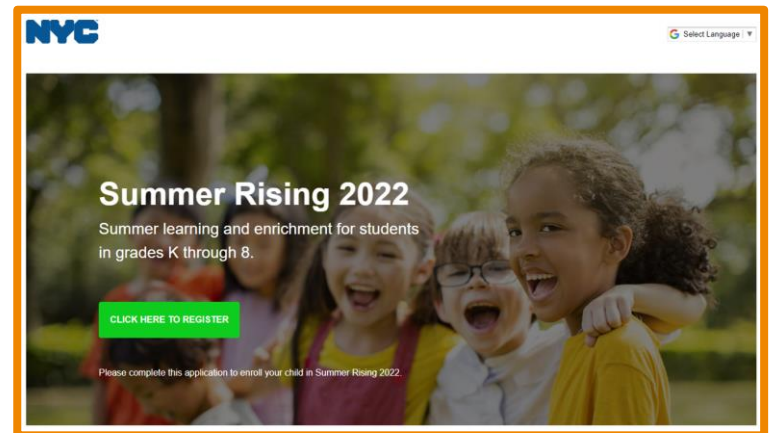 NYC
Select Language ▼
Summer Rising 2022
Summer learning and enrichment for students
in grades K through 8.
CLICK HERE TO REGISTER
Please complete this application to enroll your child in Summer Rising 2022.